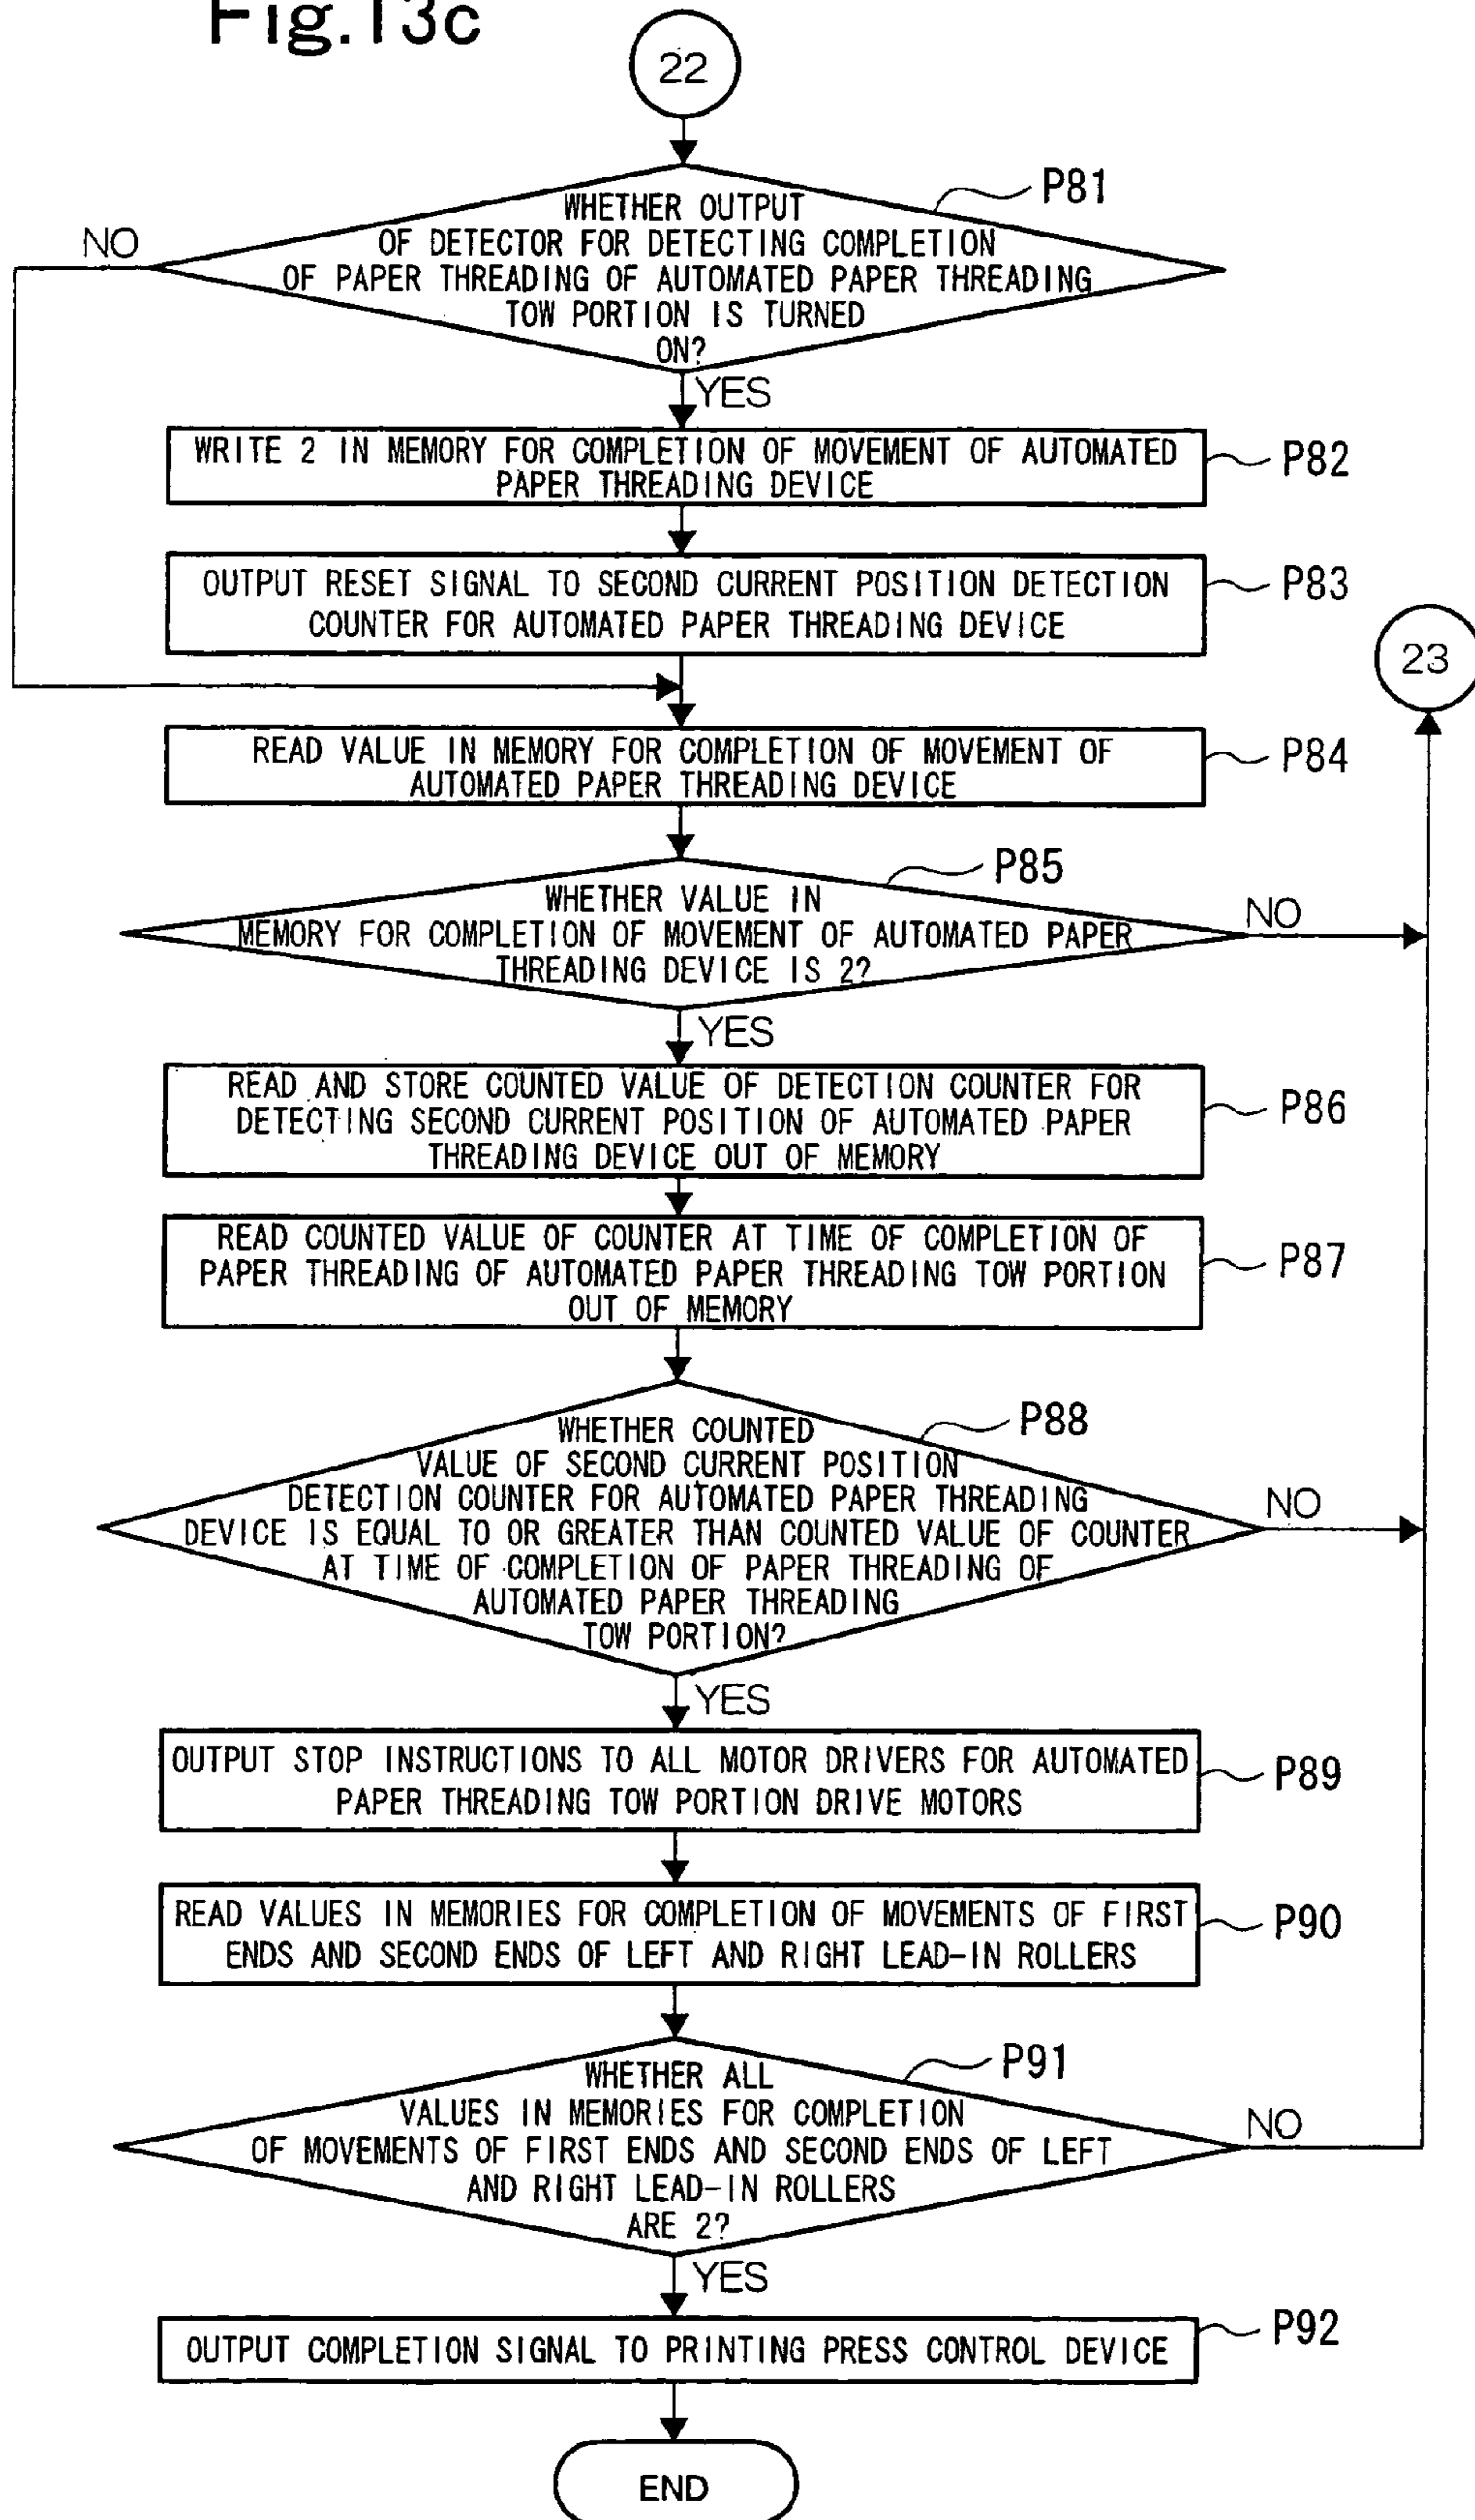 Fig.13c
22
P81
WHETHER OUTPUT
OF DETECTOR FOR DETECTING COMPLETION
OF PAPER THREADING OF AUTOMATED PAPER THREADING
TOW PORTION IS TURNED
ON?
NO
YES
WRITE 2 IN MEMORY FOR COMPLETION OF MOVEMENT OF AUTOMATED
PAPER THREADING DEVICE
P82
OUTPUT RESET SIGNAL TO SECOND CURRENT POSITION DETECTION
COUNTER FOR AUTOMATED PAPER THREADING DEVICE
P83
23
READ VALUE IN MEMORY FOR COMPLETION OF MOVEMENT OF
AUTOMATED PAPER THREADING DEVICE
P84
P85
WHETHER VALUE IN
MEMORY FOR COMPLETION OF MOVEMENT OF AUTOMATED PAPER
THREADING DEVICE IS 2?
NO
YES
READ AND STORE COUNTED VALUE OF DETECTION COUNTER FOR
DETECTING SECOND CURRENT POSITION OF AUTOMATED PAPER
THREADING DEVICE OUT OF MEMORY
P86
READ COUNTED VALUE OF COUNTER AT TIME OF COMPLETION OF
PAPER THREADING OF AUTOMATED PAPER THREADING TOW PORTION
OUT OF MEMORY
P87
P88
WHETHER COUNTED
VALUE OF SECOND CURRENT POSITION
DETECTION COUNTER FOR AUTOMATED PAPER THREADING
DEVICE IS EQUAL TO OR GREATER THAN COUNTED VALUE OF COUNTER
AT TIME OF COMPLETION OF PAPER THREADING OF
AUTOMATED PAPER THREADING
TOW PORTION?
NO
YES
OUTPUT STOP INSTRUCTIONS TO ALL MOTOR DRIVERS FOR AUTOMATED
PAPER THREADING TOW PORTION DRIVE MOTORS
P89
READ VALUES IN MEMORIES FOR COMPLETION OF MOVEMENTS OF FIRST
ENDS AND SECOND ENDS OF LEFT AND RIGHT LEAD-IN ROLLERS
P90
P91
WHETHER ALL
VALUES IN MEMORIES FOR COMPLETION
OF MOVEMENTS OF FIRST ENDS AND SECOND ENDS OF LEFT
AND RIGHT LEAD-IN ROLLERS
ARE 2?
NO
YES
OUTPUT COMPLETION SIGNAL TO PRINTING PRESS CONTROL DEVICE
P92
END